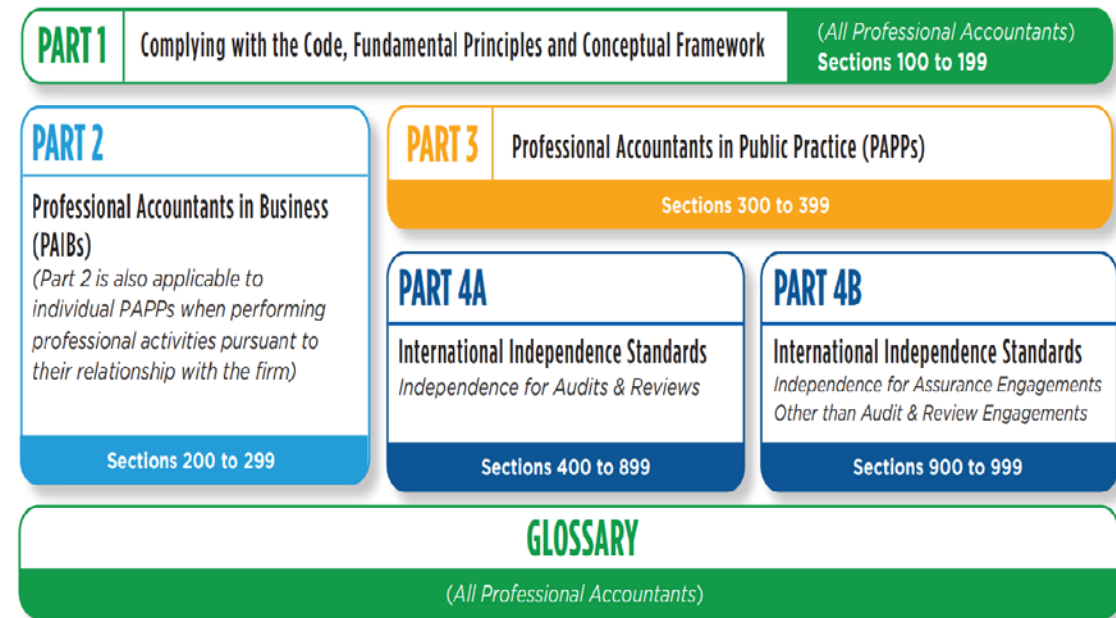 PART 1
Complying with the Code, Fundamental Principles and Conceptual Framework
(All Professional Accountants)
Sections 100 to 199
PART 2
Professional Accountants in Business
(PAIBs)
(Part 2 is also applicable to
individual PAPPs when performing
professional activities pursuant to
their relationship with the firm)
Sections 200 to 299
PART 3
Professional Accountants in Public Practice (PAPPs)
Sections 300 to 399
PART 4A
International Independence Standards
Independence for Audits & Reviews
Sections 400 to 899
PART 4B
International Independence Standards
Independence for Assurance Engagements
Other than Audit & Review Engagements
Sections 900 to 999
GLOSSARY
(All Professional Accountants)